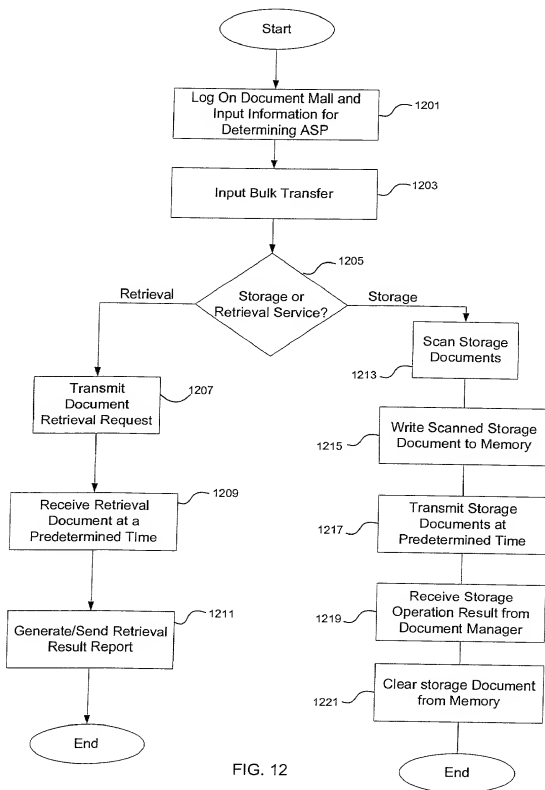 Start
Log On Document Mall and
Input Information for
Determining ASP
1201
Input Bulk Transfer
1203
1205
Storage or
Retrieval Service?
Retrieval
Storage
Transmit
Document
Retrieval Request
1207
Receive Retrieval
Document at a
Predetermined TIme
1209
Generate/Send Retrieval
Result Report
1211
End
Scan Storage
Documents
1213
Write Scanned Storage
Document to Memory
1215
Transmit Storage
Documents at
Predetermined Time
1217
Receive Storage
Operation Result from
Document Manager
1219
Clear storage Document
from Memory
1221
End
FIG. 12